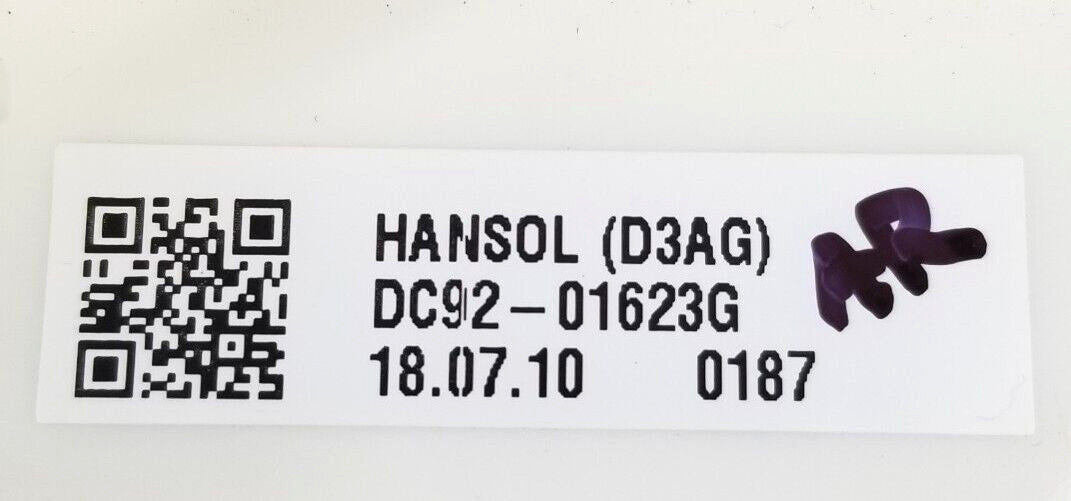 HANSOL (D3AG)
DC92-01623G
18.07.10 0187